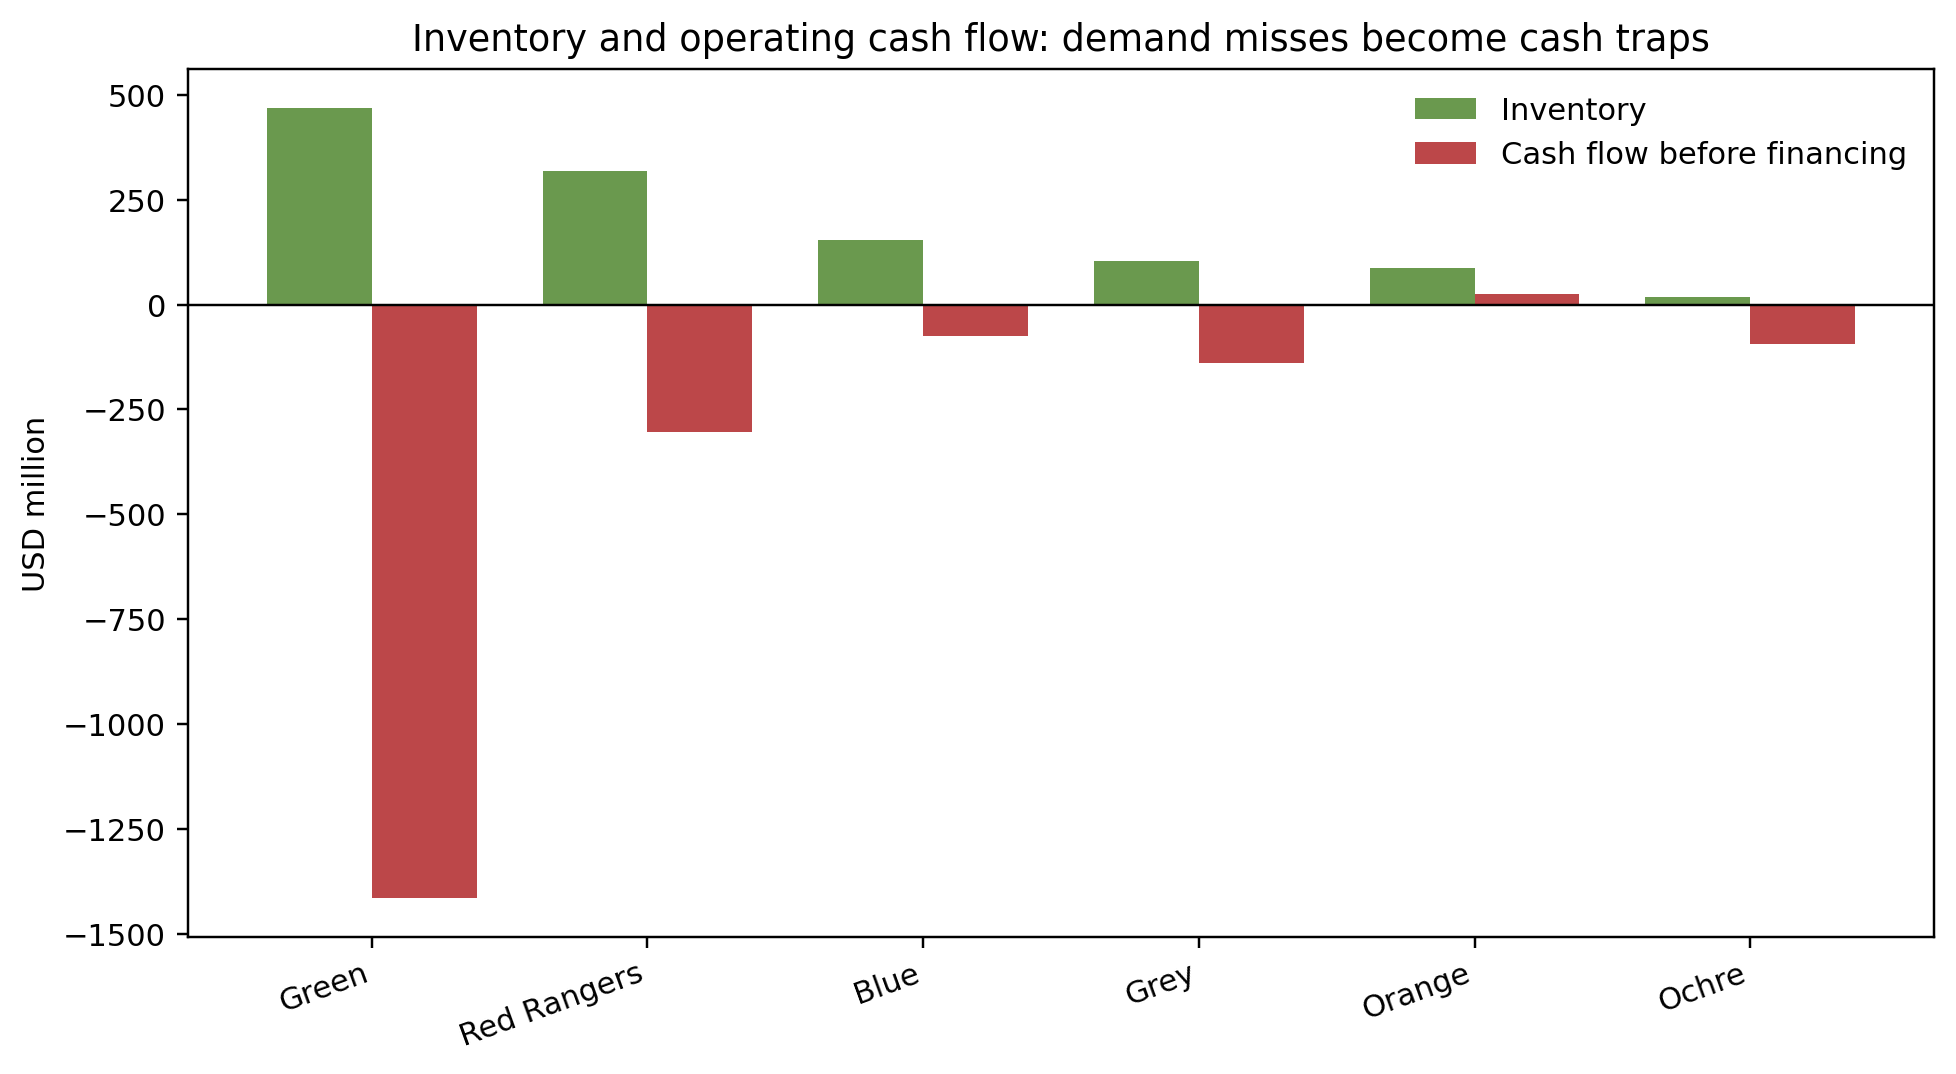 Inventory and operating cash flow: demand misses become cash traps
Inventory
Cash flow before financing
USD million
500
250
0
−250
−500
−750
−1000
−1250
−1500
Green
Red Rangers
Blue
Grey
Orange
Ochre